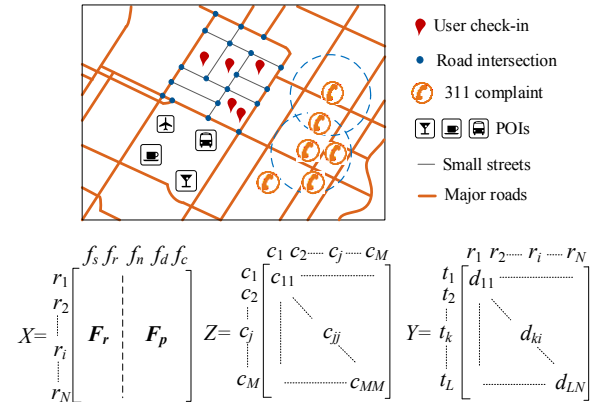 User check-in
Road intersection
311 complaint
POIs
Small streets
Major roads
f_s f_r f_n f_d f_c
r_1
r_2
r_i
r_N
X=
F_r F_p
c_1 c_2 c_j c_M
c_1
c_2
c_j
c_M
Z=
c_11
c_jj
c_MM
r_1 r_2 r_i r_N
t_1
t_2
t_k
t_L
Y=
d_11
d_ki
d_LN